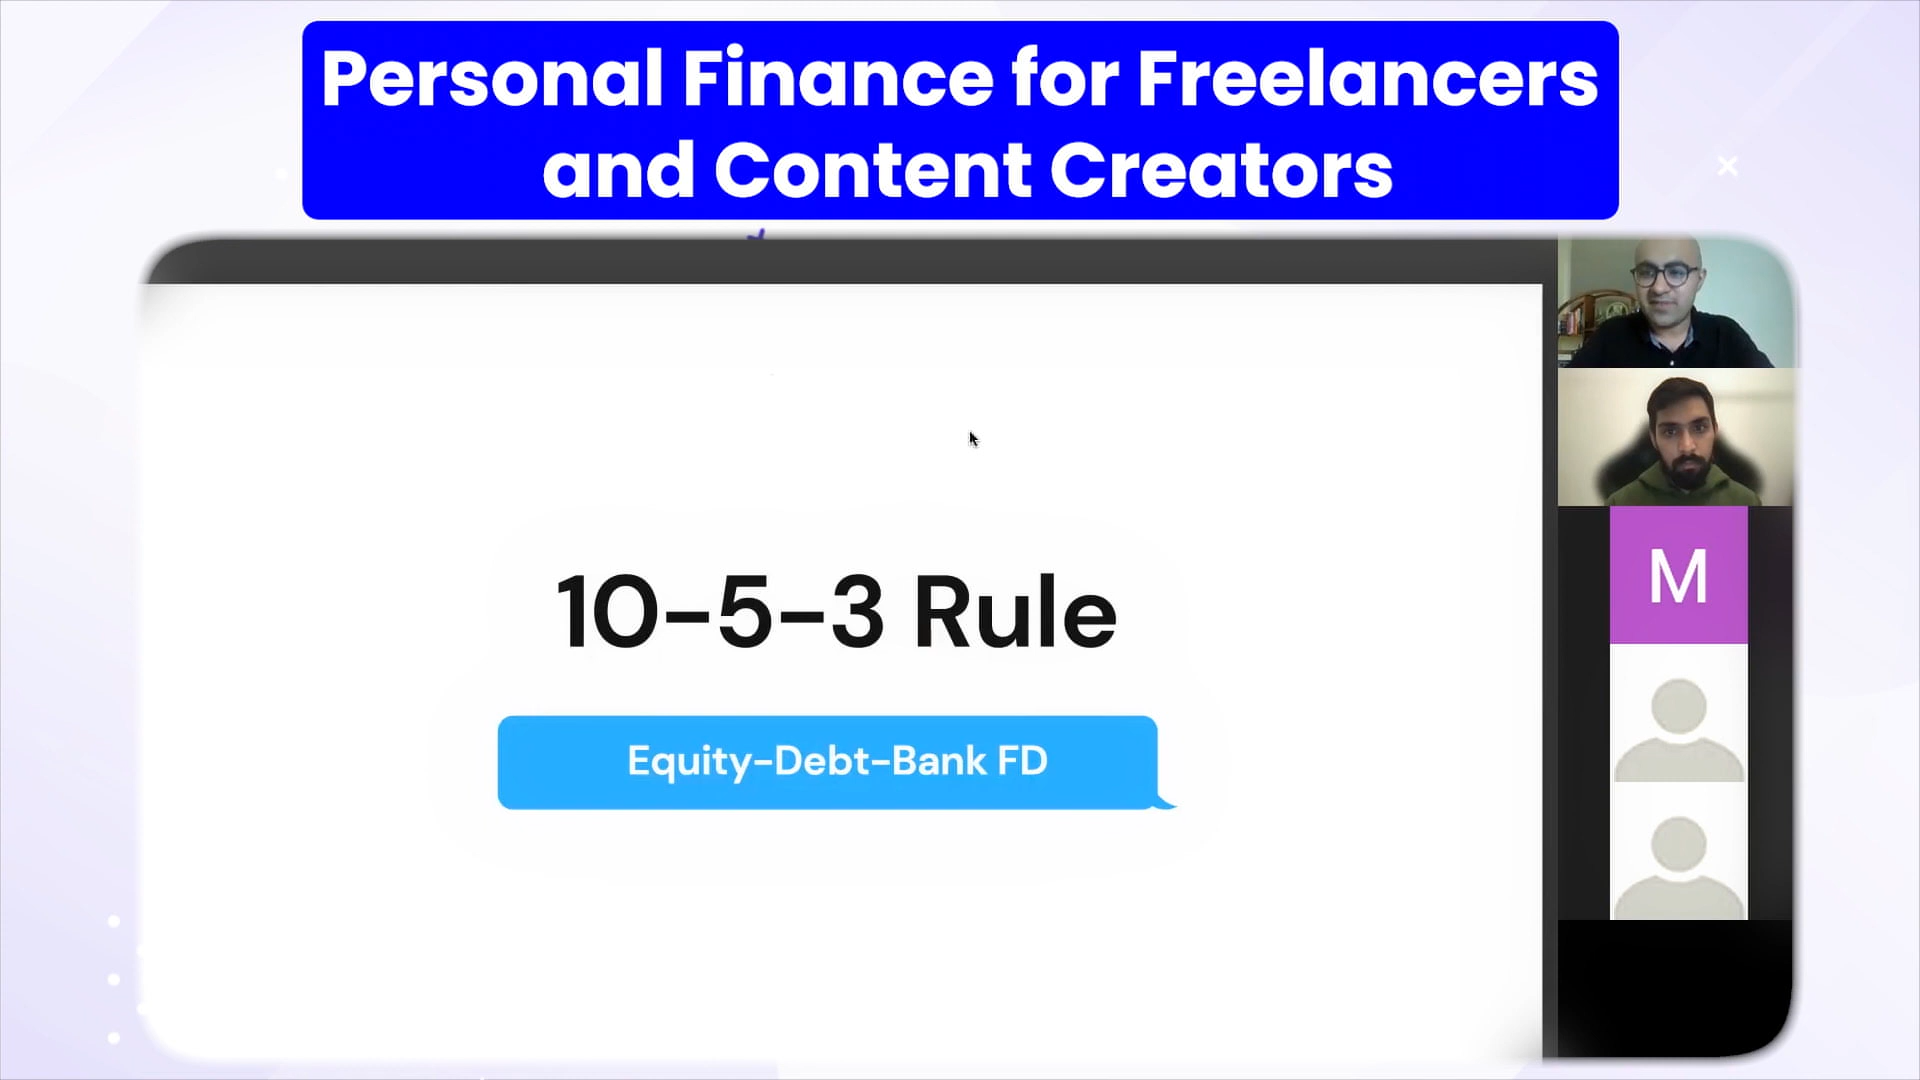 Personal Finance for Freelancers
and Content Creators
10-5-3 Rule
Equity-Debt-Bank FD
M